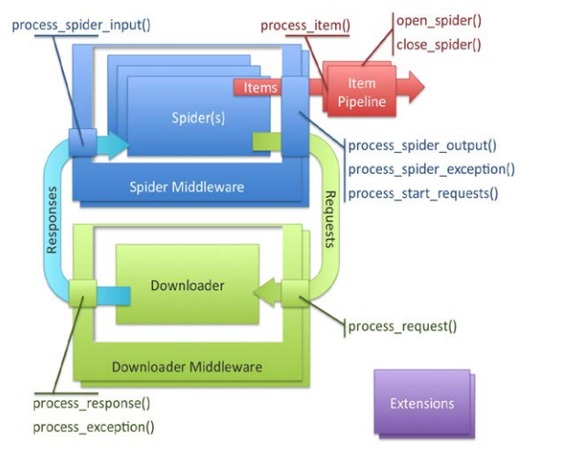 process_spider_input()
process_item()
open_spider()
close_spider()
Items
Item
Pipeline
Spider(s)
process_spider_output()
process_spider_exception()
process_start_requests()
Spider Middleware
Responses
Requests
Downloader
process_request()
Downloader Middleware
process_response()
process_exception()
Extensions